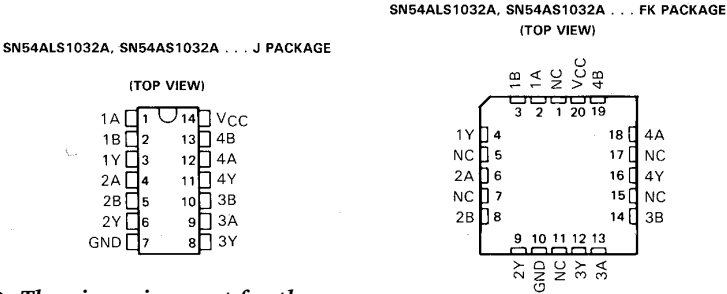 SN54ALS1032A, SN54AS1032A . . . FK PACKAGE
(TOP VIEW)
SN54ALS1032A, SN54AS1032A . . . J PACKAGE
(TOP VIEW)
1A 1 14 VCC
1B 2 13 4B
1Y 3 12 4A
2A 4 11 4Y
2B 5 10 3B
2Y 6 9 3A
GND 7 8 3Y
1B 1A NC VCC 4B
3 2 1 20 19
1Y 4 18 4A
NC 5 17 NC
2A 6 16 4Y
NC 7 15 NC
2B 8 14 3B
9 10 11 12 13
2Y GND NC 3Y 3A